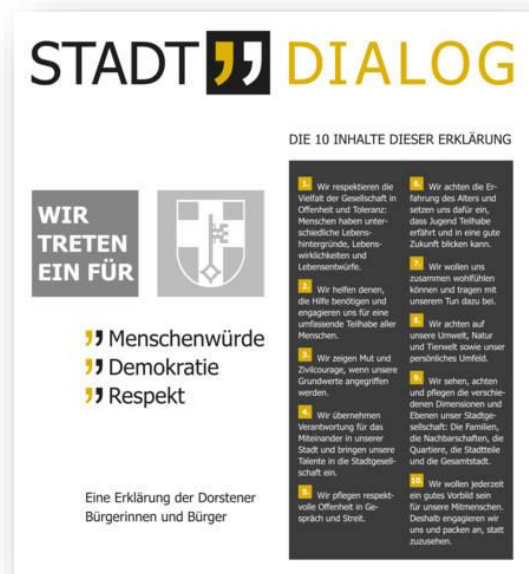 STADT DIALOG
DIE 10 INHALTE DIESER ERKLÄRUNG
WIR
TRETEN
EIN FÜR
Menschenwürde
Demokratie
Respekt
Eine Erklärung der Dorstener
Bürgerinnen und Bürger
1. Wir respektieren die
Vielfalt der Gesellschaft in
Offenheit und Toleranz:
Menschen haben unter-
schiedliche Lebens-
hintergründe, Lebens-
wirklichkeiten und
Lebensentwürfe.
2. Wir helfen denen,
die Hilfe benötigen und
engagieren uns für eine
umfassende Teilhabe aller
Menschen.
3. Wir zeigen Mut und
Zivilcourage, wenn unsere
Grundwerte angegriffen
werden.
4. Wir übernehmen
Verantwortung für das
Miteinander in unserer
Stadt und bringen unsere
Talente in die Stadtgesell-
schaft ein.
5. Wir pflegen respekt-
volle Offenheit in Ge-
spräch und Streit.
6. Wir achten die Er-
fahrung des Alters und
setzen uns dafür ein,
dass Jugend Teilhabe
erfährt und in eine gute
Zukunft blicken kann.
7. Wir wollen uns
zusammen wohlfühlen
können und tragen mit
unserem Tun dazu bei.
8. Wir achten auf
unsere Umwelt, Natur
und Tierwelt sowie unser
persönliches Umfeld.
9. Wir sehen, achten
und pflegen die verschie-
denen Dimensionen und
Ebenen unser Stadtge-
sellschaft: Die Familien,
die Nachbarschaften, die
Quartiere, die Stadtteile
und die Gesamtstadt.
10. Wir wollen jederzeit
ein gutes Vorbild sein
für unsere Mitmenschen.
Deshalb engagieren wir
uns und packen an, statt
zuzusehen.